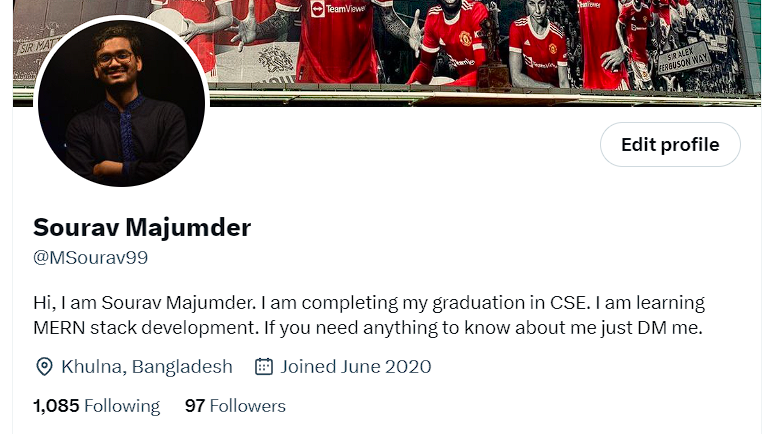 SIR MATT
TeamViewer
TeamViewer
SIR ALEX
FERGUSON WAY
Edit profile
Sourav Majumder
@MSourav99
Hi, I am Sourav Majumder. I am completing my graduation in CSE. I am learning
MERN stack development. If you need anything to know about me just DM me.
Khulna, Bangladesh Joined June 2020
1,085 Following 97 Followers